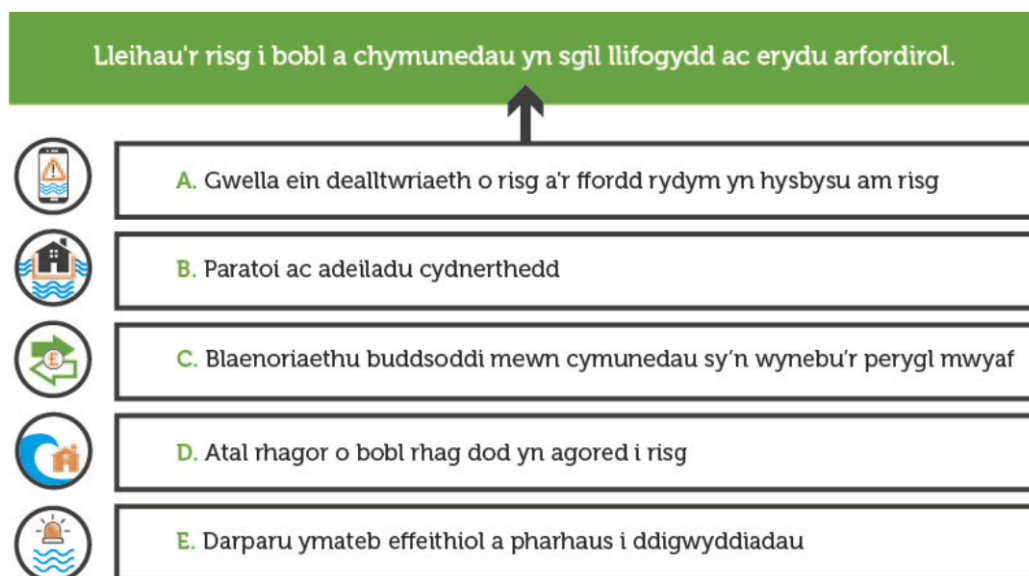 Lleihau'r risg i bobl a chymunedau yn sgil llifogydd ac erydu arfordirol.
A. Gwella ein dealltwriaeth o risg a'r ffordd rydym yn hysbysu am risg
B. Paratoi ac adeiladu cydnerthedd
£
C. Blaenoriaethu buddsoddi mewn cymunedau sy'n wynebu'r perygl mwyaf
D. Atal rhagor o bobl rhag dod yn agored i risg
E. Darparu ymateb effeithiol a pharhaus i ddigwyddiadau